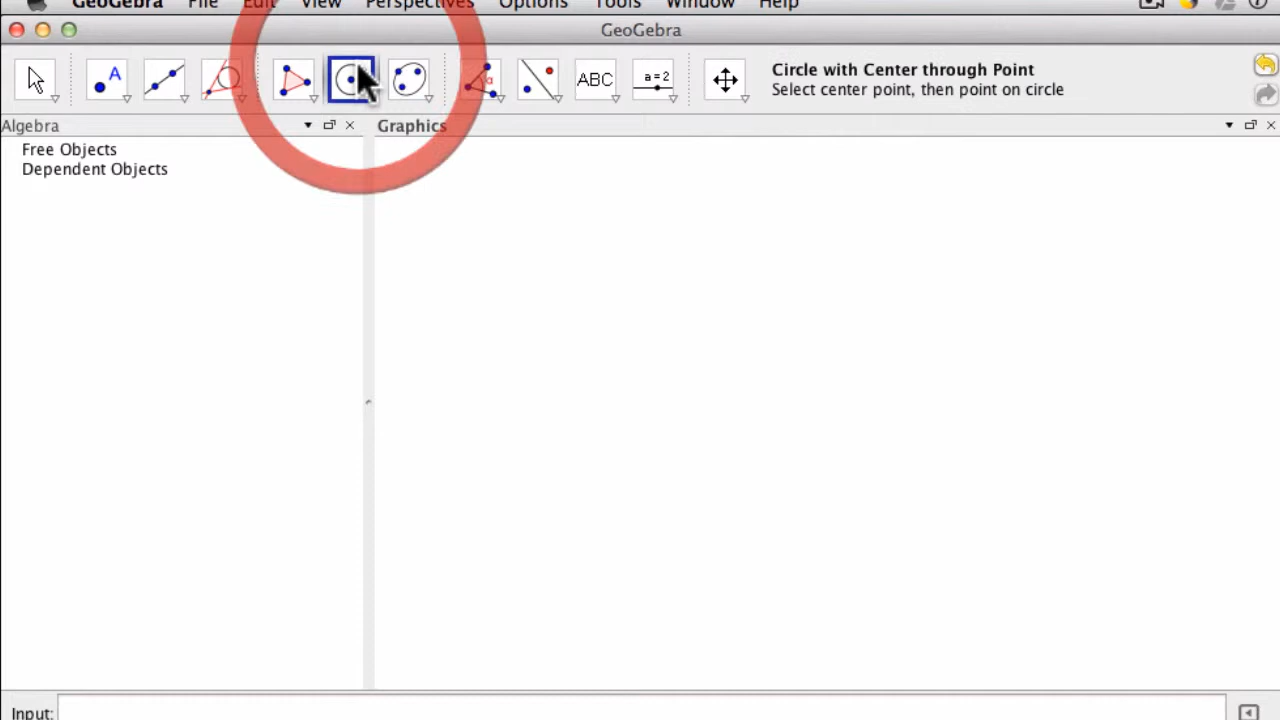 GeoGebra File Edit View Perspectives Options Tools Window Help
GeoGebra
A
α
ABC
a=2
Circle with Center through Point
Select center point, then point on circle
Algebra
Graphics
Free Objects
Dependent Objects
Input: